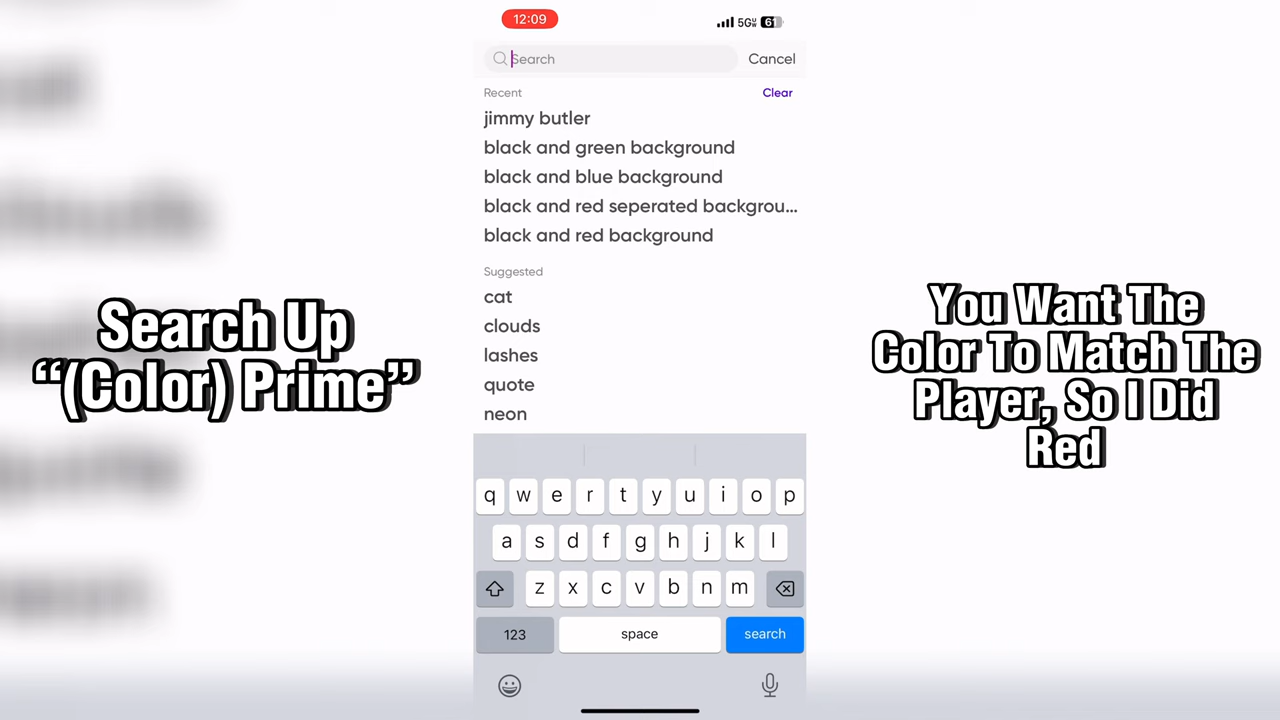 12:09
5G
61
Search
Cancel
Recent
Clear
jimmy butler
black and green background
black and blue background
black and red seperated backgrou...
black and red background
Suggested
cat
clouds
lashes
quote
neon
Search Up
“(Color) Prime”
You Want The
Color To Match The
Player, So I Did
Red
q w e r t y u i o p
a s d f g h j k l
z x c v b n m
123
space
search